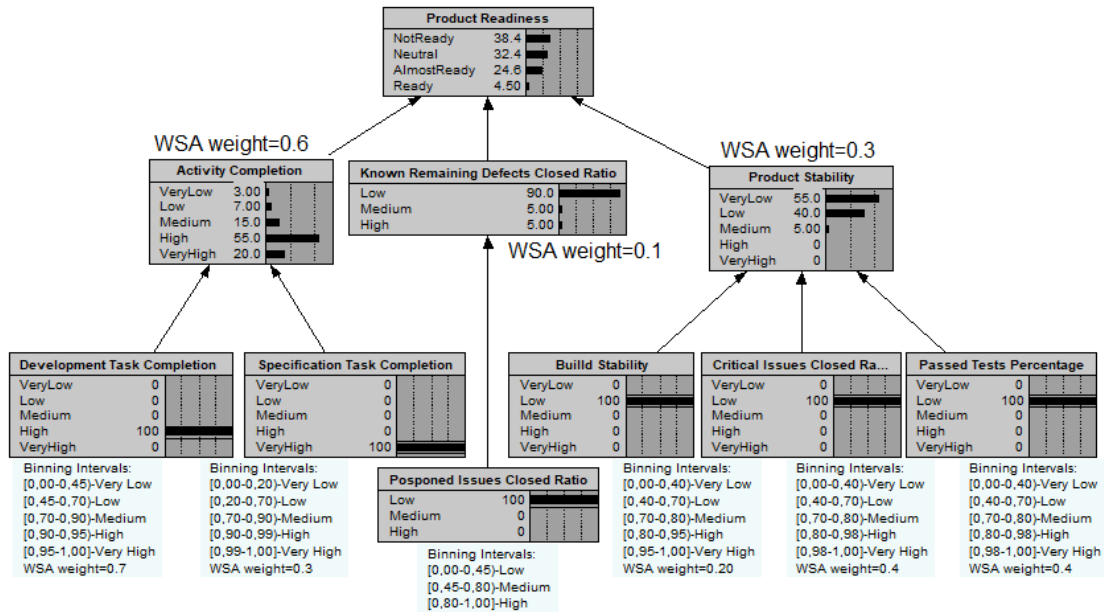 Product Readiness
NotReady 38.4
Neutral 32.4
AlmostReady 24.6
Ready 4.50
WSA weight=0.6
Activity Completion
VeryLow 3.00
Low 7.00
Medium 15.0
High 55.0
VeryHigh 20.0
Known Remaining Defects Closed Ratio
Low 90.0
Medium 5.00
High 5.00
WSA weight=0.1
WSA weight=0.3
Product Stability
VeryLow 55.0
Low 40.0
Medium 5.00
High 0
VeryHigh 0
Development Task Completion
VeryLow 0
Low 0
Medium 0
High 100
VeryHigh 0
Binning Intervals:
[0,00-0,45)-Very Low
[0,45-0,70)-Low
[0,70-0,90)-Medium
[0,90-0,95)-High
[0,95-1,00]-Very High
WSA weight=0.7
Specification Task Completion
VeryLow 0
Low 0
Medium 0
High 0
VeryHigh 100
Binning Intervals:
[0,00-0,20)-Very Low
[0,20-0,70)-Low
[0,70-0,90)-Medium
[0,90-0,99)-High
[0,99-1,00]-Very High
WSA weight=0.3
Posponed Issues Closed Ratio
Low 100
Medium 0
High 0
Binning Intervals:
[0,00-0,45)-Low
[0,45-0,80)-Medium
[0,80-1,00]-High
Builld Stability
VeryLow 0
Low 100
Medium 0
High 0
VeryHigh 0
Binning Intervals:
[0,00-0,40)-Very Low
[0,40-0,70)-Low
[0,70-0,80)-Medium
[0,80-0,95)-High
[0,95-1,00]-Very High
WSA weight=0.20
Critical Issues Closed Ra...
VeryLow 0
Low 100
Medium 0
High 0
VeryHigh 0
Binning Intervals:
[0,00-0,40)-Very Low
[0,40-0,70)-Low
[0,70-0,80)-Medium
[0,80-0,98)-High
[0,98-1,00]-Very High
WSA weight=0.4
Passed Tests Percentage
VeryLow 0
Low 100
Medium 0
High 0
VeryHigh 0
Binning Intervals:
[0,00-0,40)-Very Low
[0,40-0,70)-Low
[0,70-0,80)-Medium
[0,80-0,98)-High
[0,98-1,00]-Very High
WSA weight=0.4